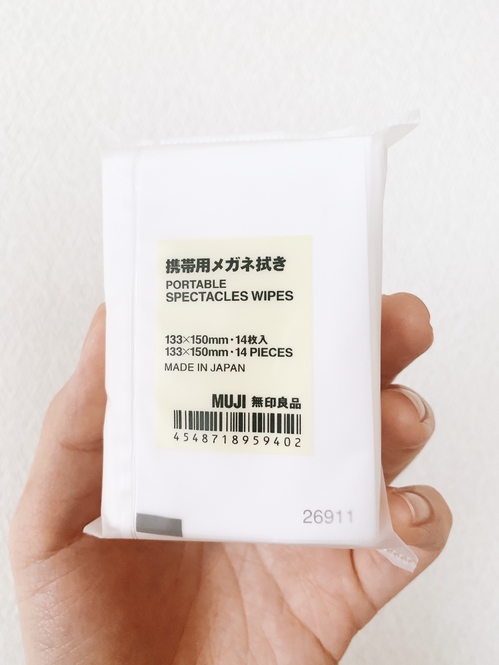 携帯用メガネ拭き
PORTABLE
SPECTACLES WIPES
133×150mm・14枚入
133×150mm・14 PIECES
MADE IN JAPAN
MUJI 無印良品
4548718959402
26911